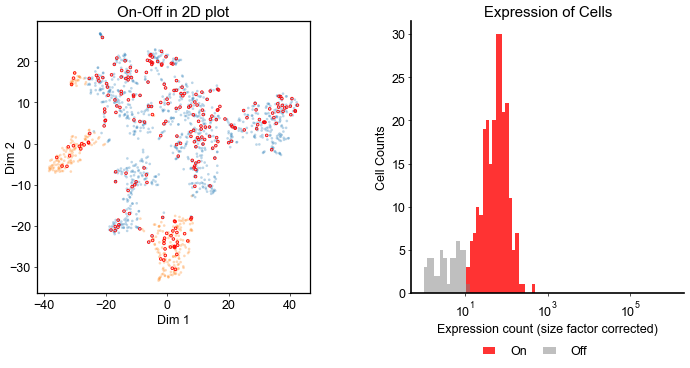 On-Off in 2D plot
Dim 2
20
10
0
−10
−20
−30
−40
−20
0
20
40
Dim 1
Expression of Cells
Cell Counts
30
25
20
15
10
5
0
10^1
10^3
10^5
Expression count (size factor corrected)
On
Off